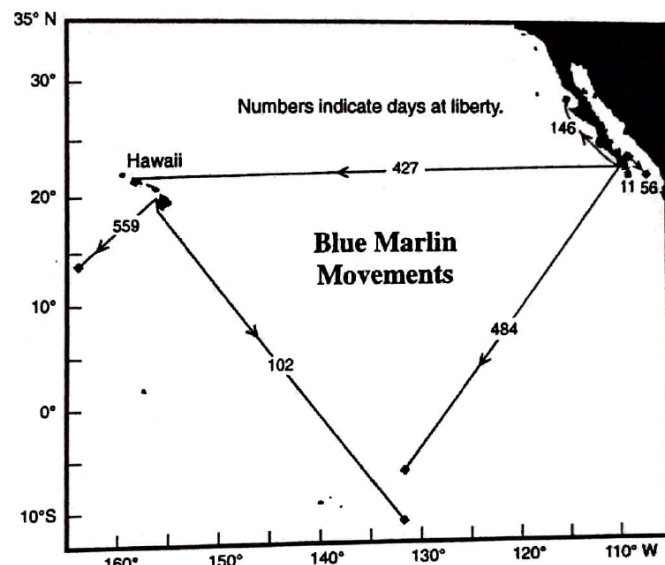 35° N
30°
Numbers indicate days at liberty.
146
Hawaii
427
11 56
20°
559
Blue Marlin
Movements
10°
484
102
0°
10°S
160° 150° 140° 130° 120° 110° W